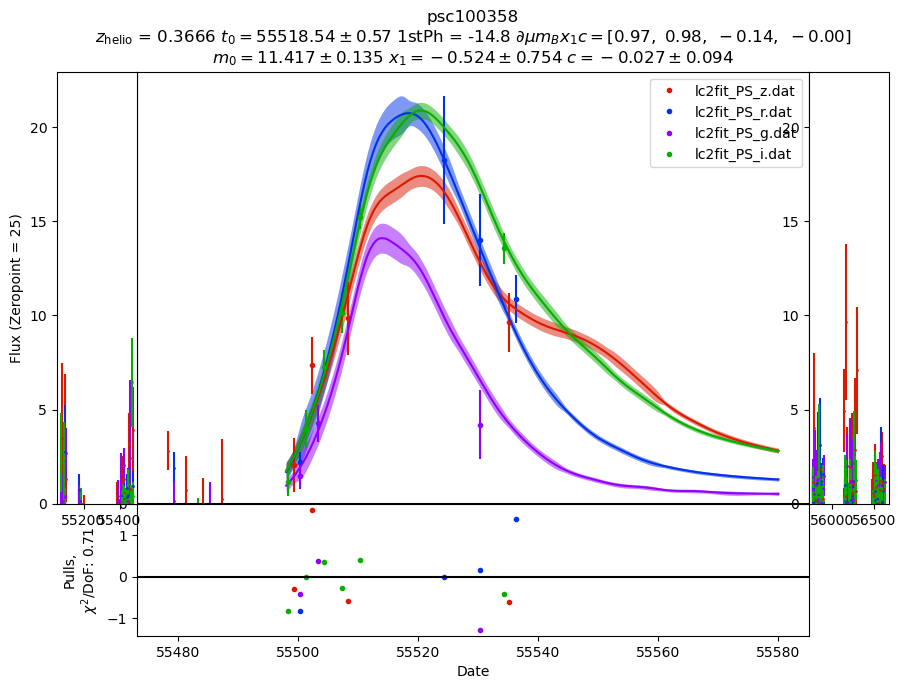 psc100358
z_helio = 0.3666 t_0 = 55518.54 ± 0.57 1stPh = -14.8 ∂μm_Bx_1c = [0.97, 0.98, −0.14, −0.00]
m_0 = 11.417 ± 0.135 x_1 = −0.524 ± 0.754 c = −0.027 ± 0.094
lc2fit_PS_z.dat
lc2fit_PS_r.dat
lc2fit_PS_g.dat
lc2fit_PS_i.dat
Flux (Zeropoint = 25)
20
15
10
5
0
20
15
10
5
0
55200
55400
56000
56500
Pulls,
χ²/DoF: 0.71
1
0
−1
55480
55500
55520
55540
55560
55580
Date